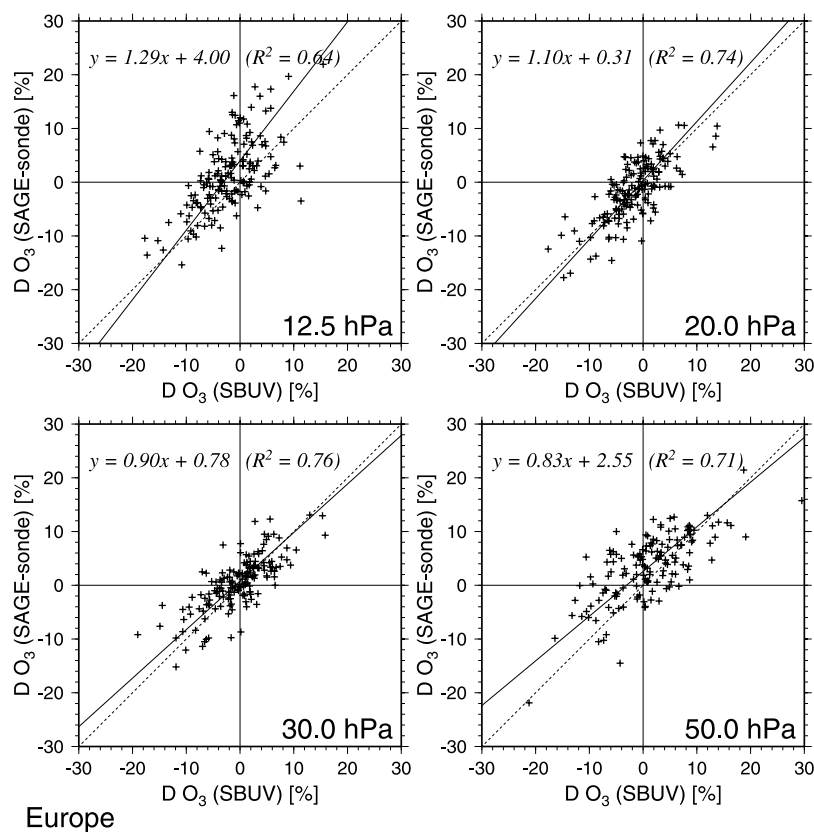 30
20
10
0
-10
-20
-30
-30 -20 -10 0 10 20 30
D O3 (SAGE-sonde) [%]
D O3 (SBUV) [%]
y = 1.29x + 4.00 (R2 = 0.64)
12.5 hPa
30
20
10
0
-10
-20
-30
-30 -20 -10 0 10 20 30
D O3 (SAGE-sonde) [%]
D O3 (SBUV) [%]
y = 1.10x + 0.31 (R2 = 0.74)
20.0 hPa
30
20
10
0
-10
-20
-30
-30 -20 -10 0 10 20 30
D O3 (SAGE-sonde) [%]
D O3 (SBUV) [%]
y = 0.90x + 0.78 (R2 = 0.76)
30.0 hPa
30
20
10
0
-10
-20
-30
-30 -20 -10 0 10 20 30
D O3 (SAGE-sonde) [%]
D O3 (SBUV) [%]
y = 0.83x + 2.55 (R2 = 0.71)
50.0 hPa
Europe